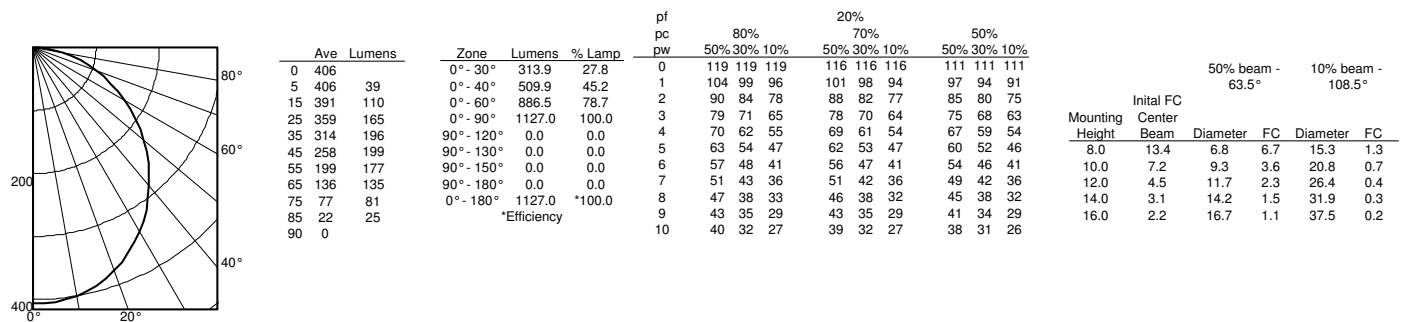 80°
60°
200
40°
400
0° 20°
Ave Lumens
0 406
5 406 39
15 391 110
25 359 165
35 314 196
45 258 199
55 199 177
65 136 135
75 77 81
85 22 25
90 0
Zone Lumens % Lamp
0° - 30° 313.9 27.8
0° - 40° 509.9 45.2
0° - 60° 886.5 78.7
0° - 90° 1127.0 100.0
90° - 120° 0.0 0.0
90° - 130° 0.0 0.0
90° - 150° 0.0 0.0
90° - 180° 0.0 0.0
0° - 180° 1127.0 *100.0
*Efficiency
pf 20%
pc 80% 70% 50%
pw 50% 30% 10% 50% 30% 10% 50% 30% 10%
0 119 119 119 116 116 116 111 111 111
1 104 99 96 101 98 94 97 94 91
2 90 84 78 88 82 77 85 80 75
3 79 71 65 78 70 64 75 68 63
4 70 62 55 69 61 54 67 59 54
5 63 54 47 62 53 47 60 52 46
6 57 48 41 56 47 41 54 46 41
7 51 43 36 51 42 36 49 42 36
8 47 38 33 46 38 32 45 38 32
9 43 35 29 43 35 29 41 34 29
10 40 32 27 39 32 27 38 31 26
50% beam - 10% beam -
63.5° 108.5°
Inital FC
Mounting Center
Height Beam Diameter FC Diameter FC
8.0 13.4 6.8 6.7 15.3 1.3
10.0 7.2 9.3 3.6 20.8 0.7
12.0 4.5 11.7 2.3 26.4 0.4
14.0 3.1 14.2 1.5 31.9 0.3
16.0 2.2 16.7 1.1 37.5 0.2